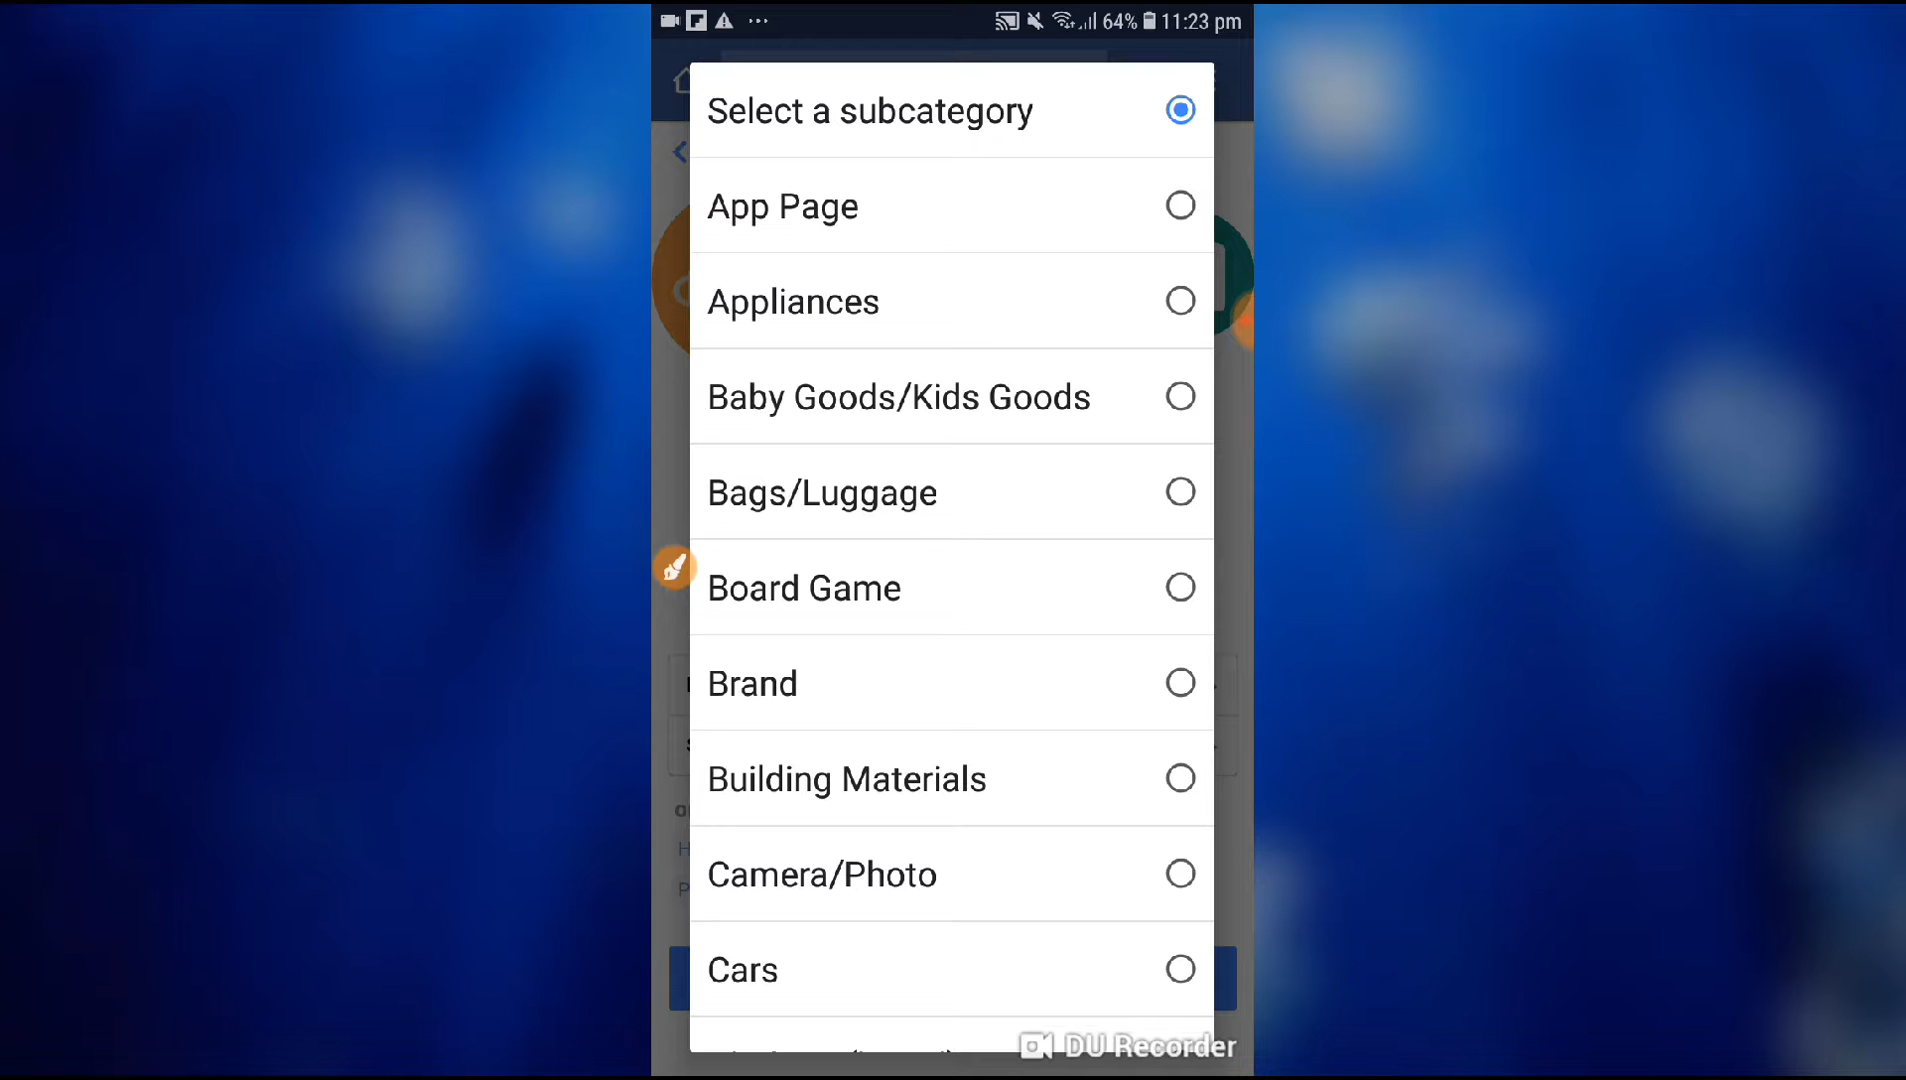 64% 11:23 pm
Select a subcategory
App Page
Appliances
Baby Goods/Kids Goods
Bags/Luggage
Board Game
Brand
Building Materials
Camera/Photo
Cars
DU Recorder